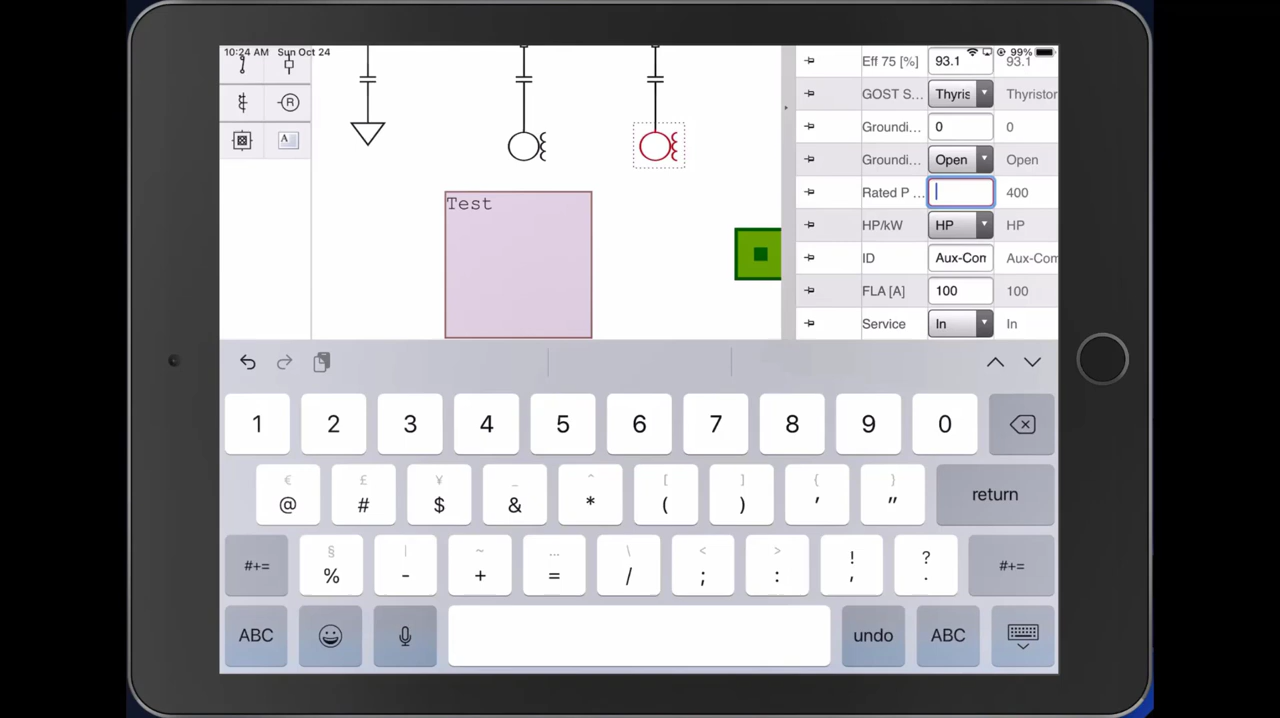 10:24 AM Sun Oct 24
99%
R
A
Test
Eff 75 [%] 93.1 93.1
GOST S... Thyris Thyristor
Groundi... 0 0
Groundi... Open Open
Rated P ... 400
HP/kW HP HP
ID Aux-Com Aux-Com
FLA [A] 100 100
Service In In
1 2 3 4 5 6 7 8 9 0
€ £ ¥ _ ^ [ ] { }
@ # $ & * ( ) ' " return
§ | ~ … \ < > ! ?
#+= % - + = / ; : , . #+=
ABC undo ABC